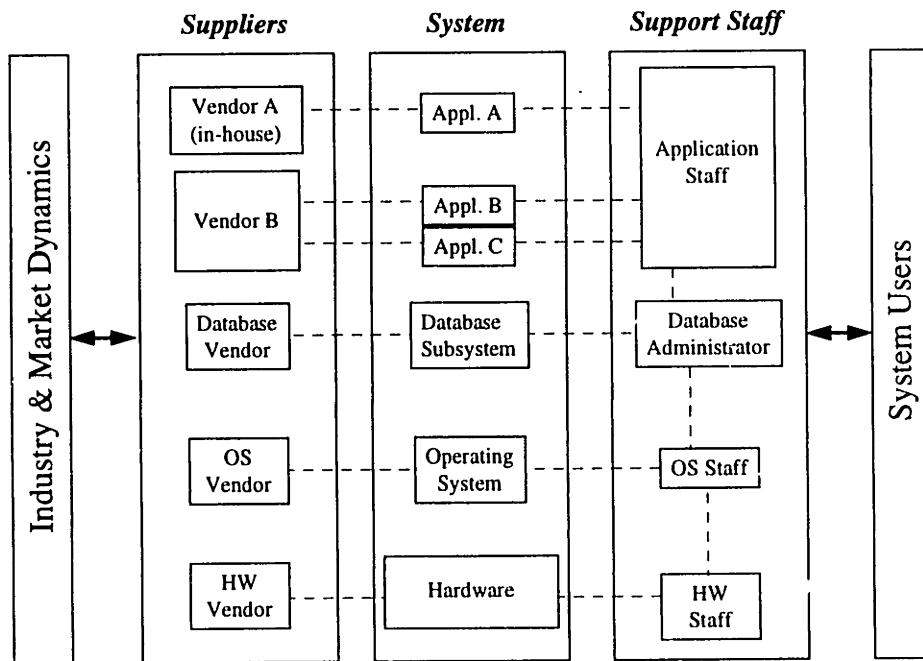 Suppliers
System
Support Staff
Industry & Market Dynamics
Vendor A
(in-house)
Vendor B
Database
Vendor
OS
Vendor
HW
Vendor
Appl. A
Appl. B
Appl. C
Database
Subsystem
Operating
System
Hardware
Application
Staff
Database
Administrator
OS Staff
HW
Staff
System Users